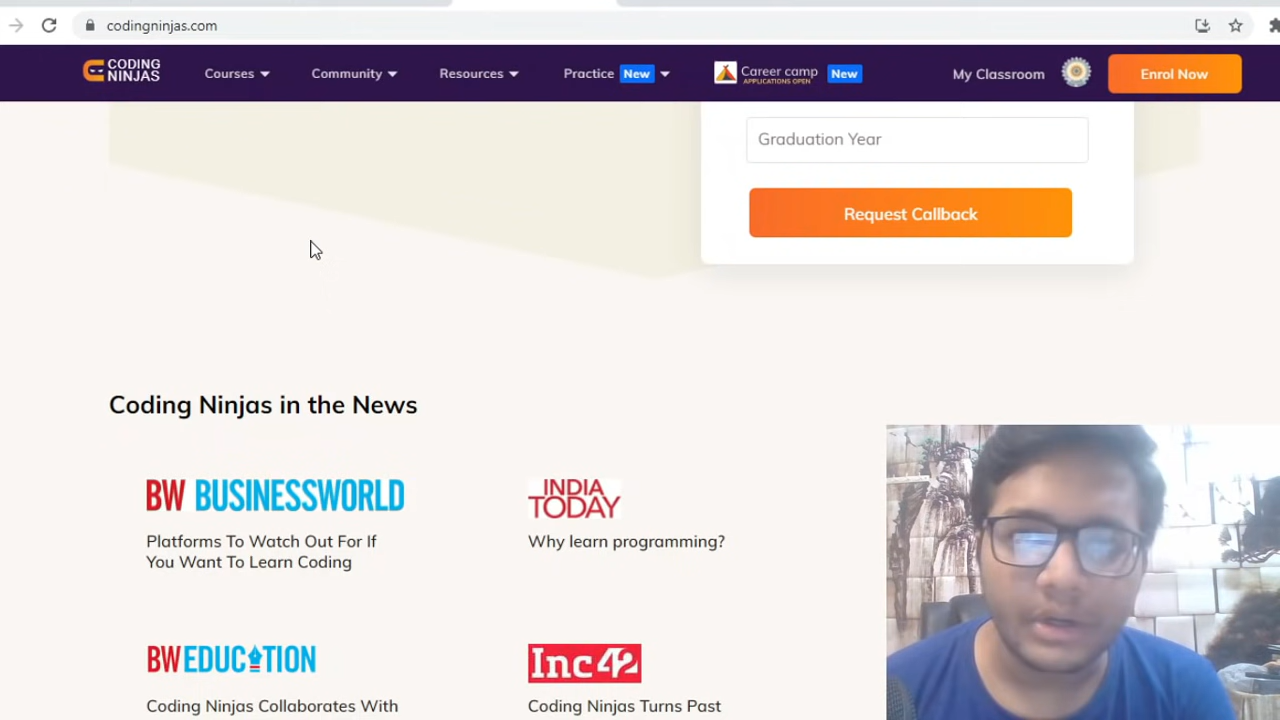 codingninjas.com
CODING
NINJAS
Courses
Community
Resources
Practice New
Career camp
APPLICATIONS OPEN
New
My Classroom
Enrol Now
Graduation Year
Request Callback
Coding Ninjas in the News
BW BUSINESSWORLD
Platforms To Watch Out For If
You Want To Learn Coding
INDIA
TODAY
Why learn programming?
BW EDUCATION
Coding Ninjas Collaborates With
Inc42
Coding Ninjas Turns Past